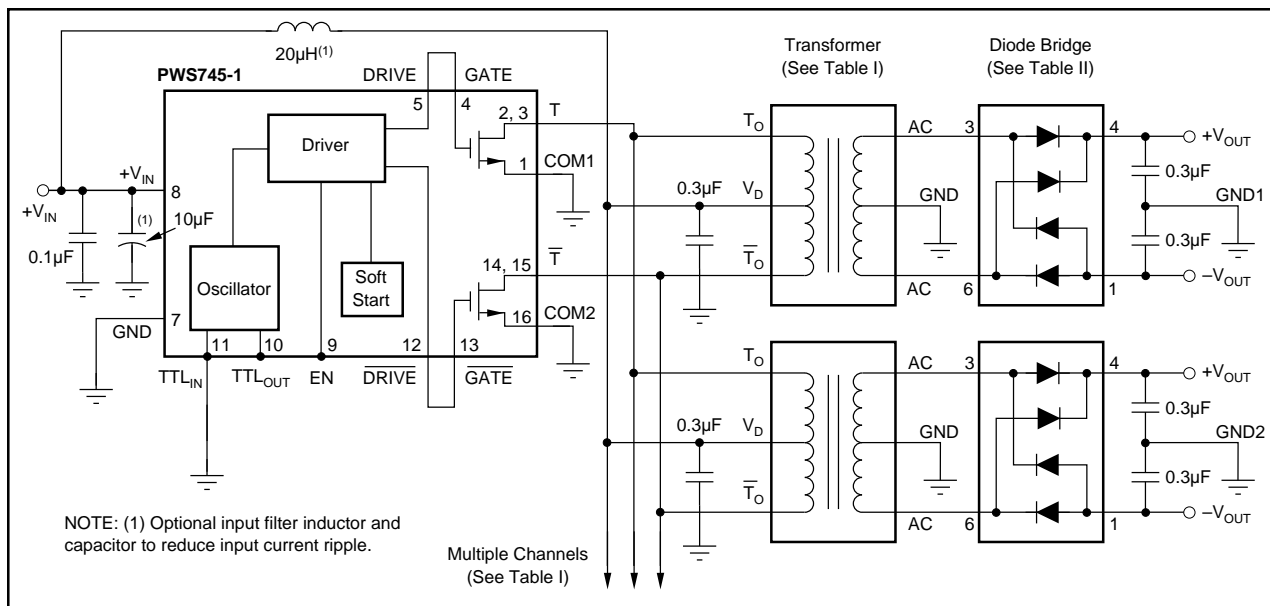 20µH(1)
PWS745-1
DRIVE
GATE
5
4
2, 3
T
Driver
1
COM1
+VIN
8
+VIN
(1)
10µF
0.1µF
Oscillator
Soft
Start
T
14, 15
16
COM2
7
GND
11
10
9
12
13
TTLIN
TTLOUT
EN
DRIVE
GATE
NOTE: (1) Optional input filter inductor and
capacitor to reduce input current ripple.
Multiple Channels
(See Table I)
Transformer
(See Table I)
Diode Bridge
(See Table II)
TO
AC
3
4
+VOUT
0.3µF
0.3µF
VD
GND
GND1
0.3µF
TO
AC
6
1
–VOUT
TO
AC
3
4
+VOUT
0.3µF
0.3µF
VD
GND
GND2
0.3µF
TO
AC
6
1
–VOUT